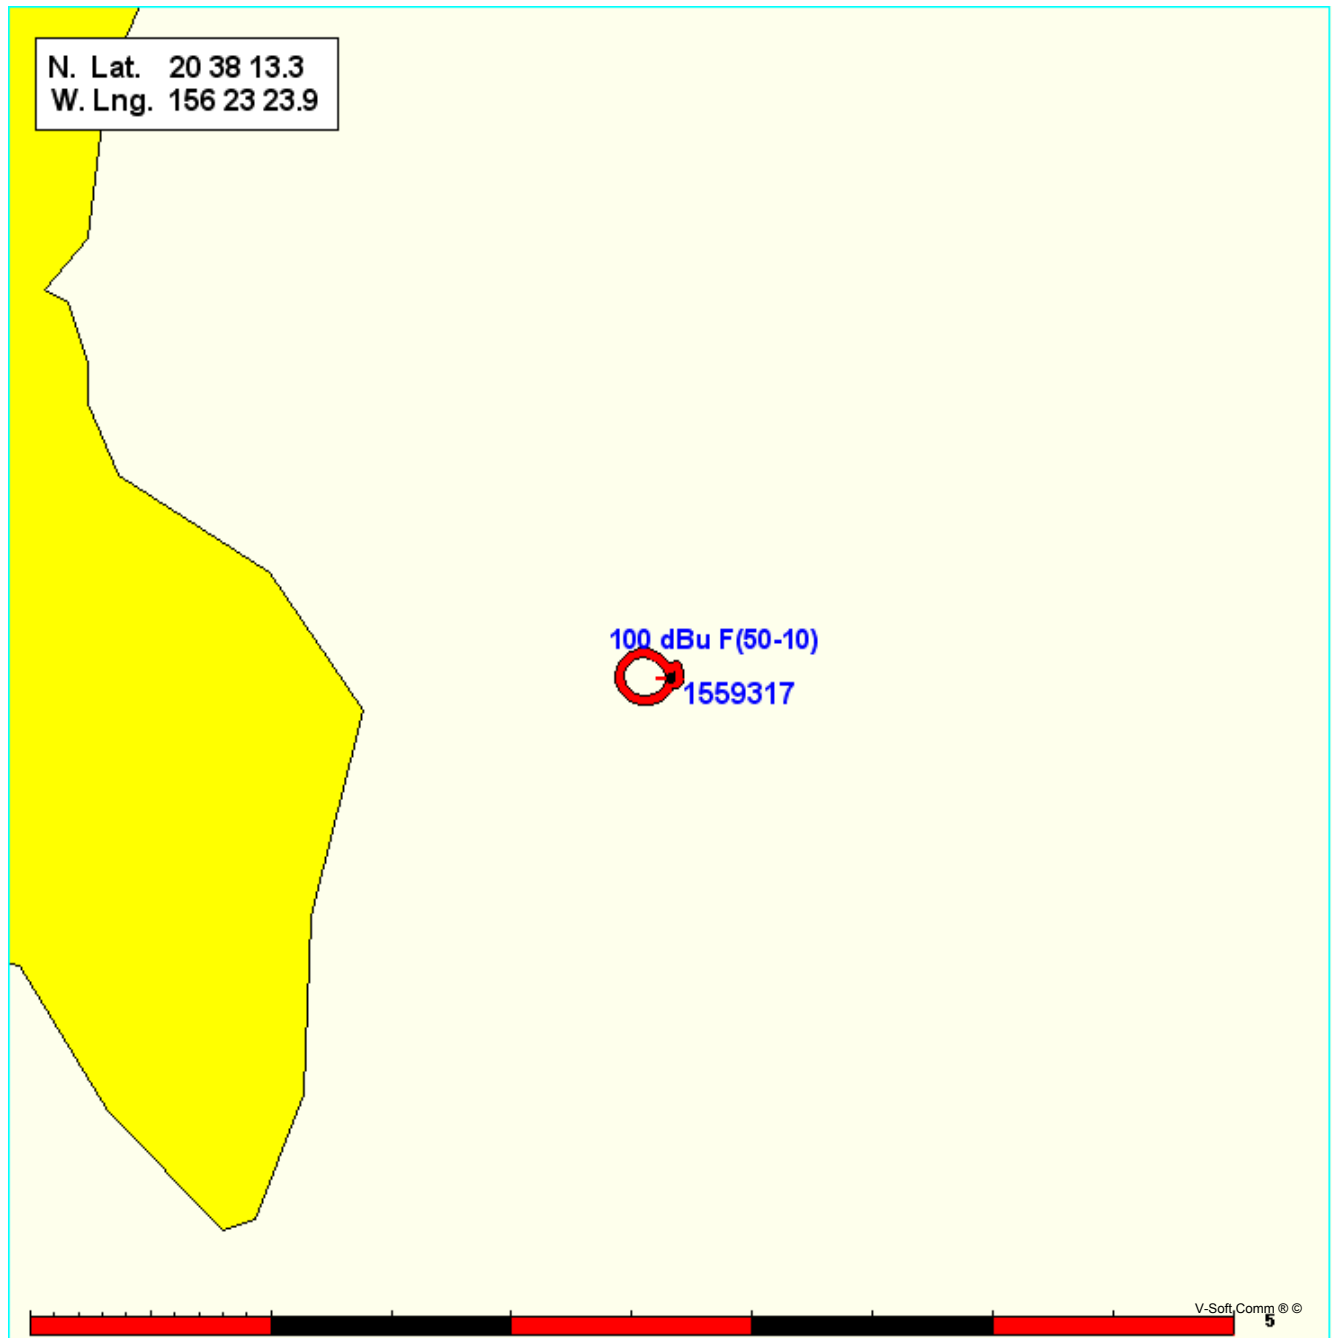 N. Lat. 20 38 13.3
W. Lng. 156 23 23.9
100 dBu F(50-10)
1559317
V-Soft Comm ® ©
5